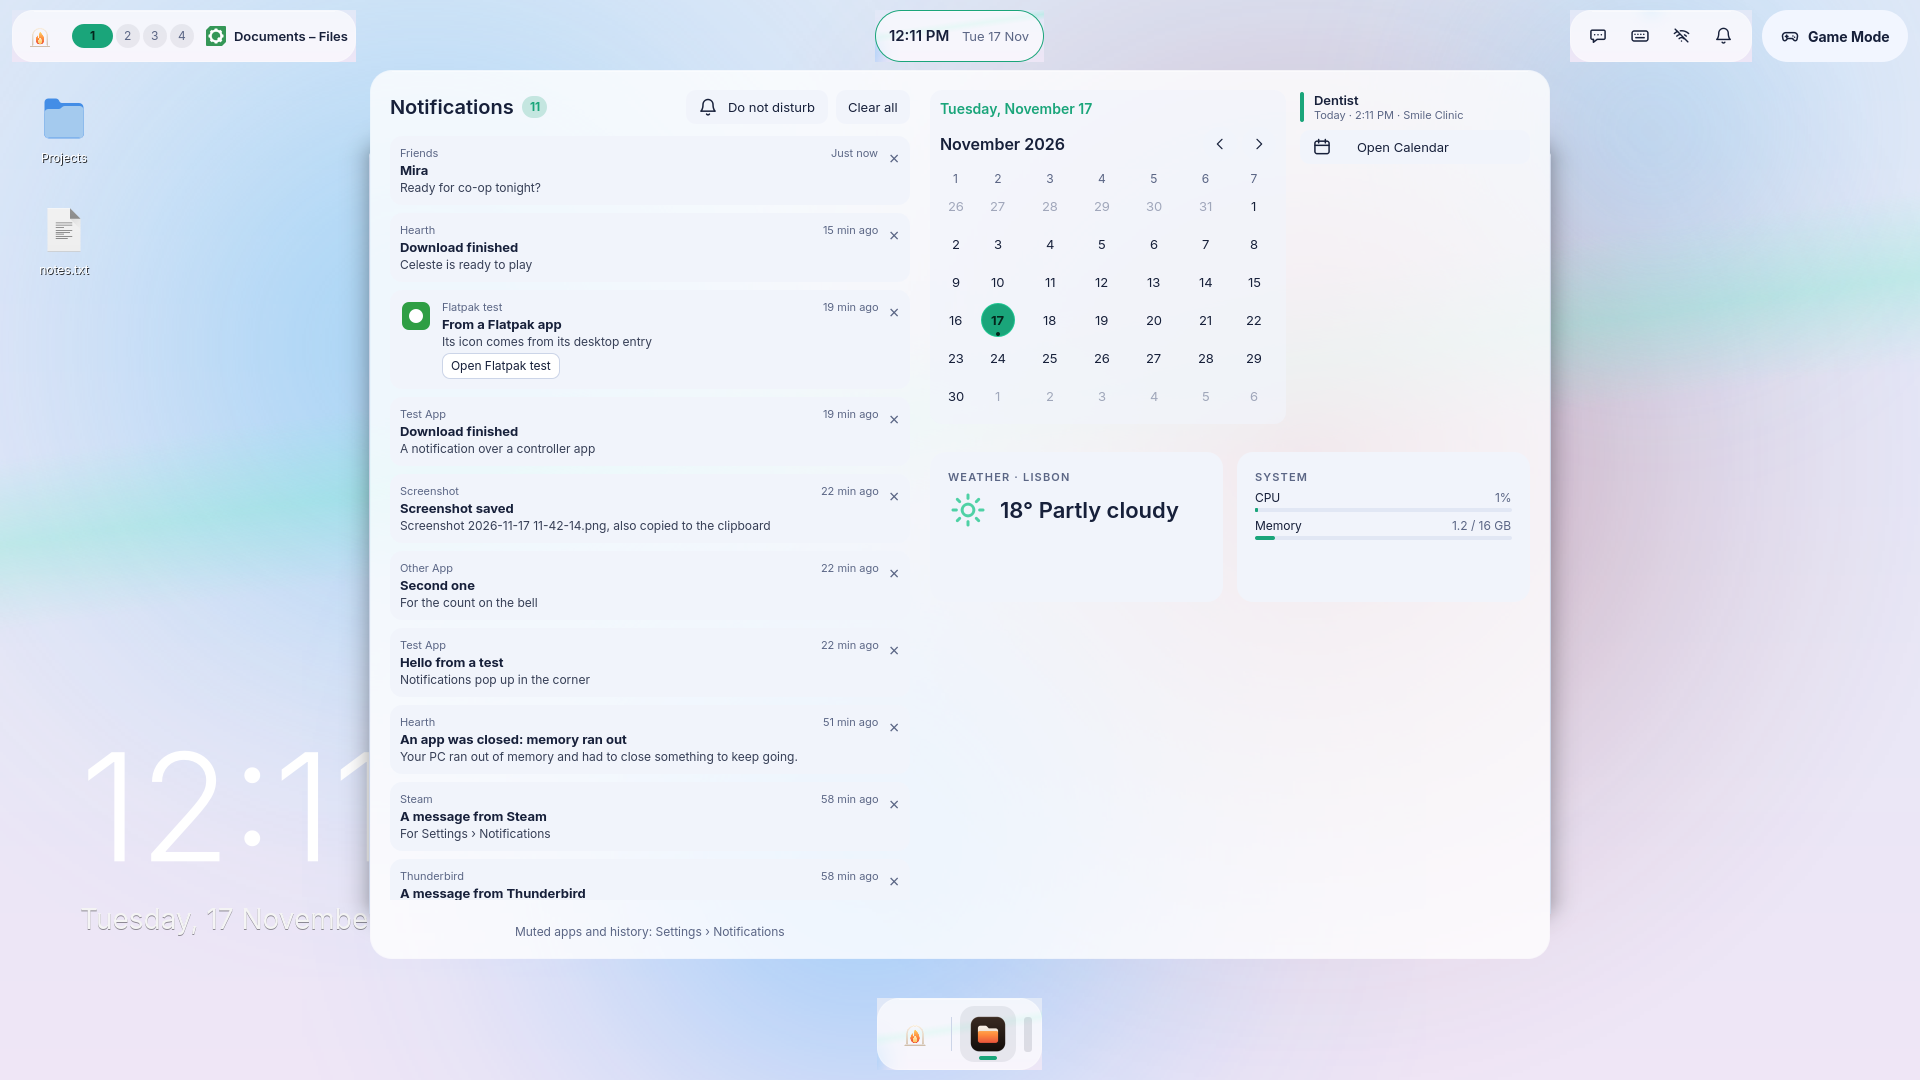 1 2 3 4 Documents – Files
12:11 PM Tue 17 Nov
Game Mode
Projects
notes.txt
12:11
Tuesday, 17 Novembe
Notifications 11
Do not disturb
Clear all
Friends Just now
Mira
Ready for co-op tonight?
Hearth 15 min ago
Download finished
Celeste is ready to play
Flatpak test 19 min ago
From a Flatpak app
Its icon comes from its desktop entry
Open Flatpak test
Test App 19 min ago
Download finished
A notification over a controller app
Screenshot 22 min ago
Screenshot saved
Screenshot 2026-11-17 11-42-14.png, also copied to the clipboard
Other App 22 min ago
Second one
For the count on the bell
Test App 22 min ago
Hello from a test
Notifications pop up in the corner
Hearth 51 min ago
An app was closed: memory ran out
Your PC ran out of memory and had to close something to keep going.
Steam 58 min ago
A message from Steam
For Settings › Notifications
Thunderbird 58 min ago
A message from Thunderbird
Muted apps and history: Settings › Notifications
Tuesday, November 17
November 2026
1 2 3 4 5 6 7
26 27 28 29 30 31 1
2 3 4 5 6 7 8
9 10 11 12 13 14 15
16 17 18 19 20 21 22
23 24 25 26 27 28 29
30 1 2 3 4 5 6
Dentist
Today · 2:11 PM · Smile Clinic
Open Calendar
WEATHER · LISBON
18° Partly cloudy
SYSTEM
CPU 1%
Memory 1.2 / 16 GB